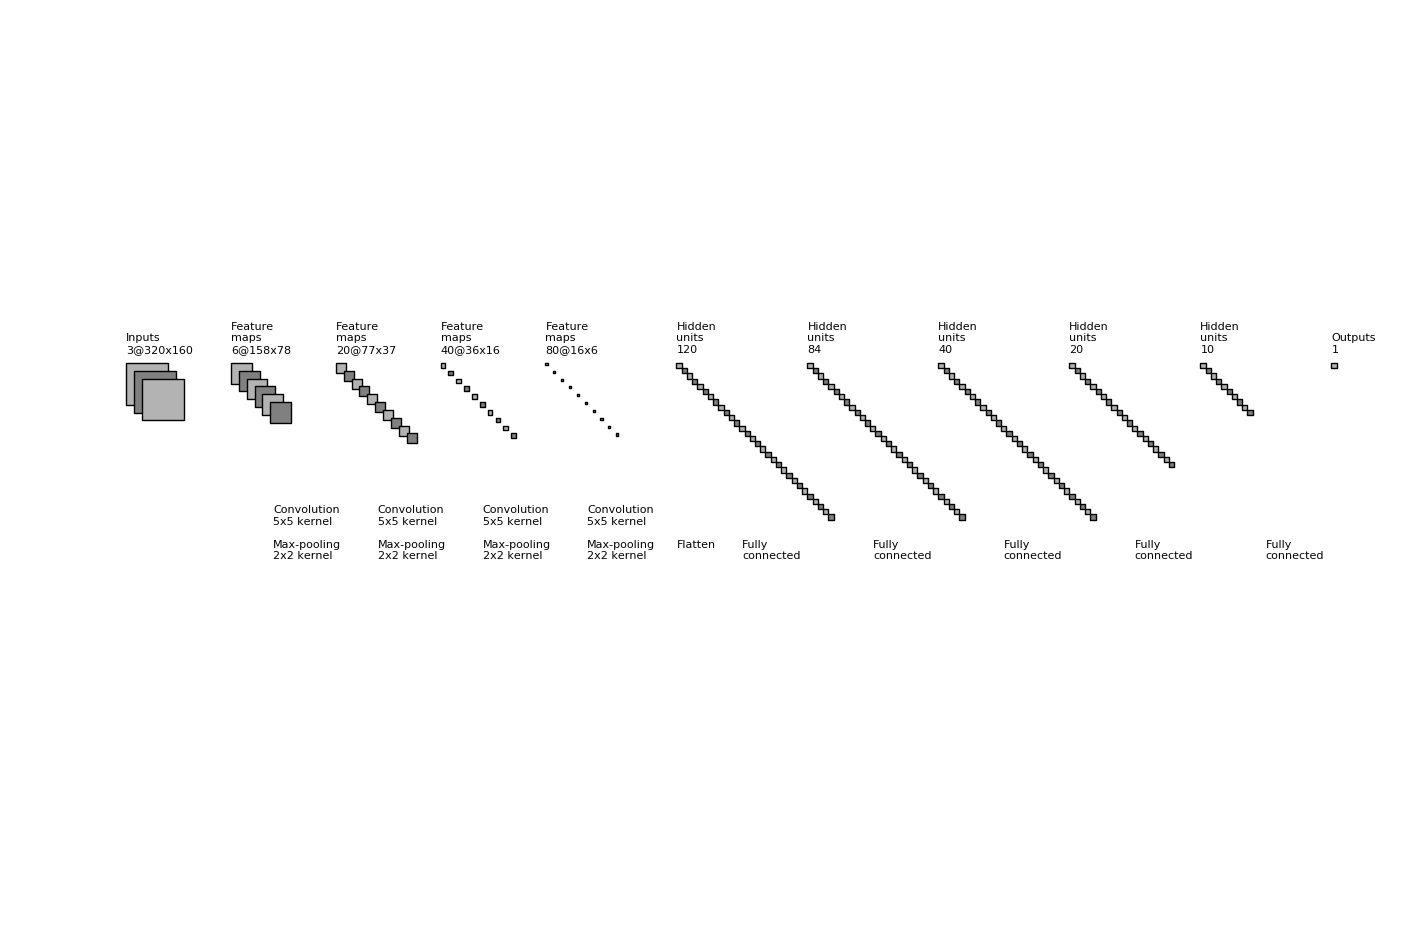 Inputs
3@320x160
Feature
maps
6@158x78
Feature
maps
20@77x37
Feature
maps
40@36x16
Feature
maps
80@16x6
Hidden
units
120
Hidden
units
84
Hidden
units
40
Hidden
units
20
Hidden
units
10
Outputs
1
Convolution
5x5 kernel
Max-pooling
2x2 kernel
Convolution
5x5 kernel
Max-pooling
2x2 kernel
Convolution
5x5 kernel
Max-pooling
2x2 kernel
Convolution
5x5 kernel
Max-pooling
2x2 kernel
Flatten
Fully
connected
Fully
connected
Fully
connected
Fully
connected
Fully
connected